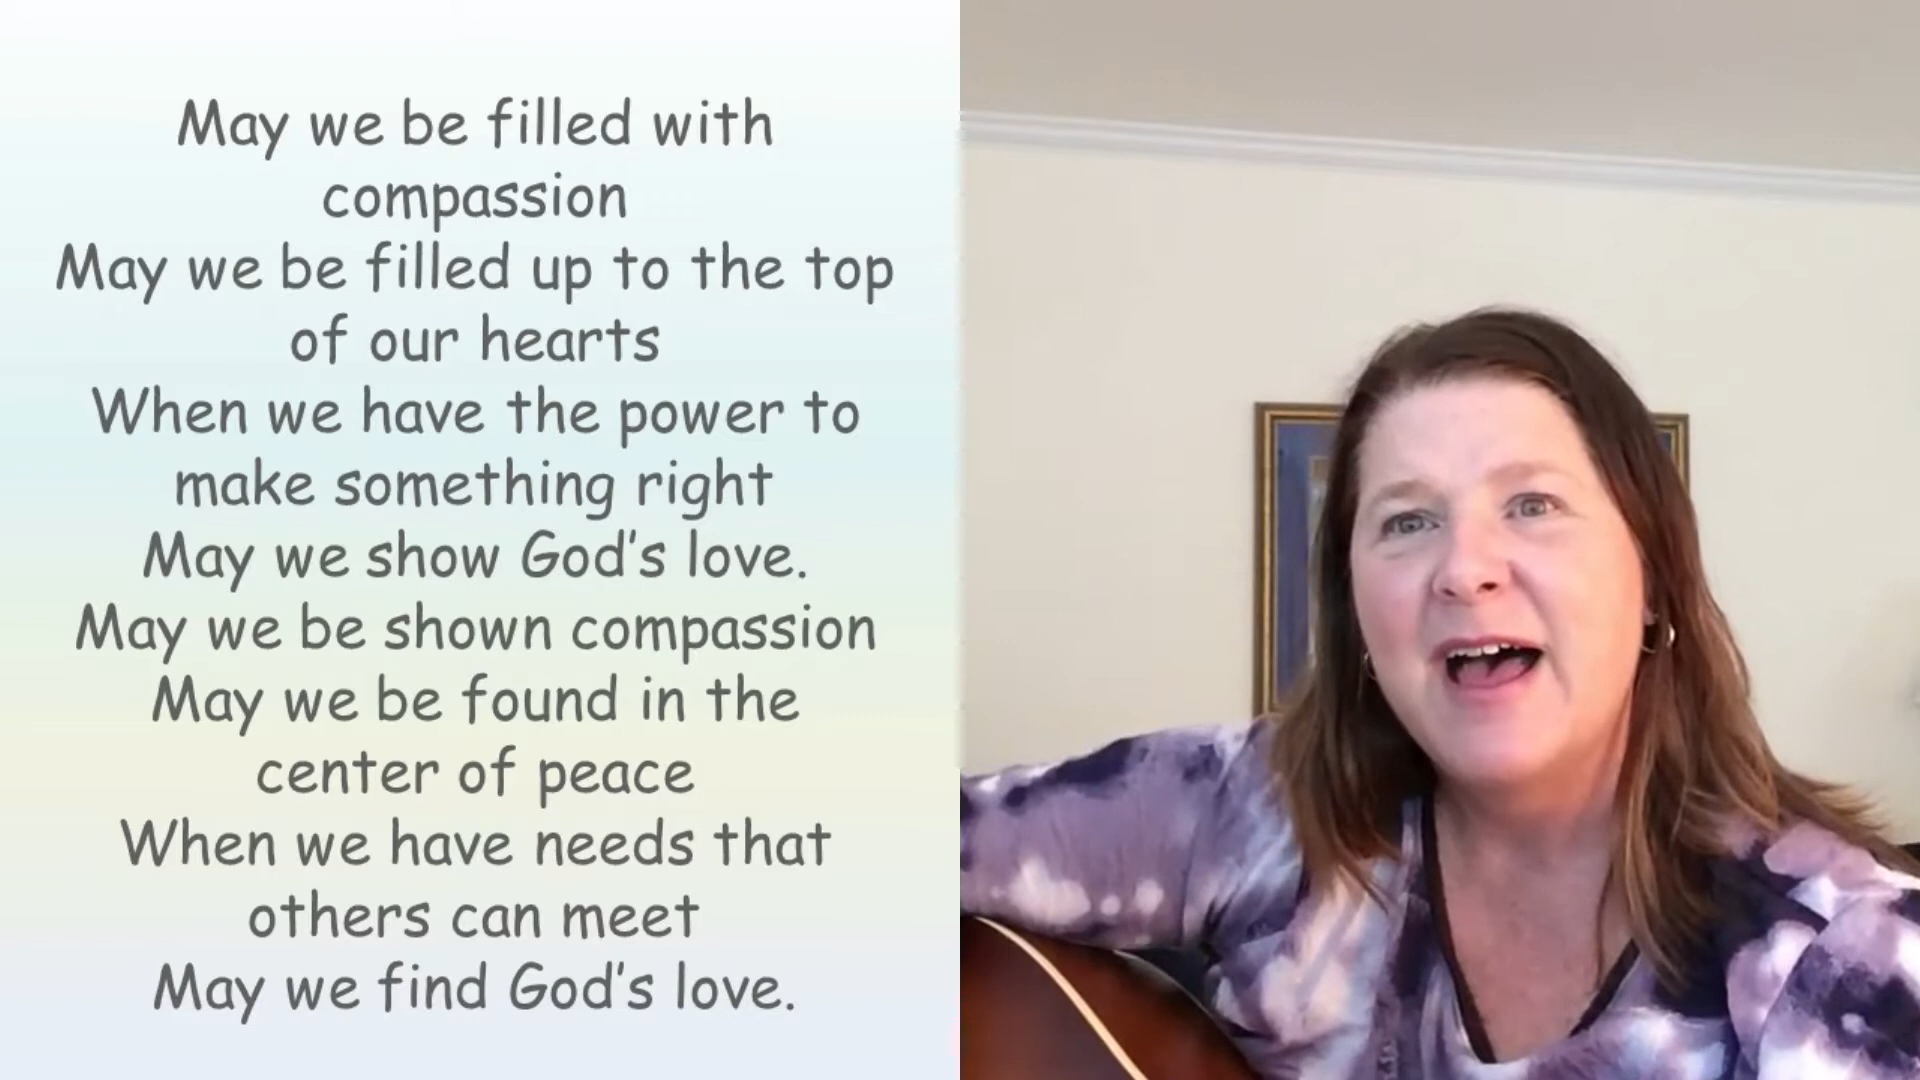 May we be filled with
compassion
May we be filled up to the top
of our hearts
When we have the power to
make something right
May we show God's love.
May we be shown compassion
May we be found in the
center of peace
When we have needs that
others can meet
May we find God's love.